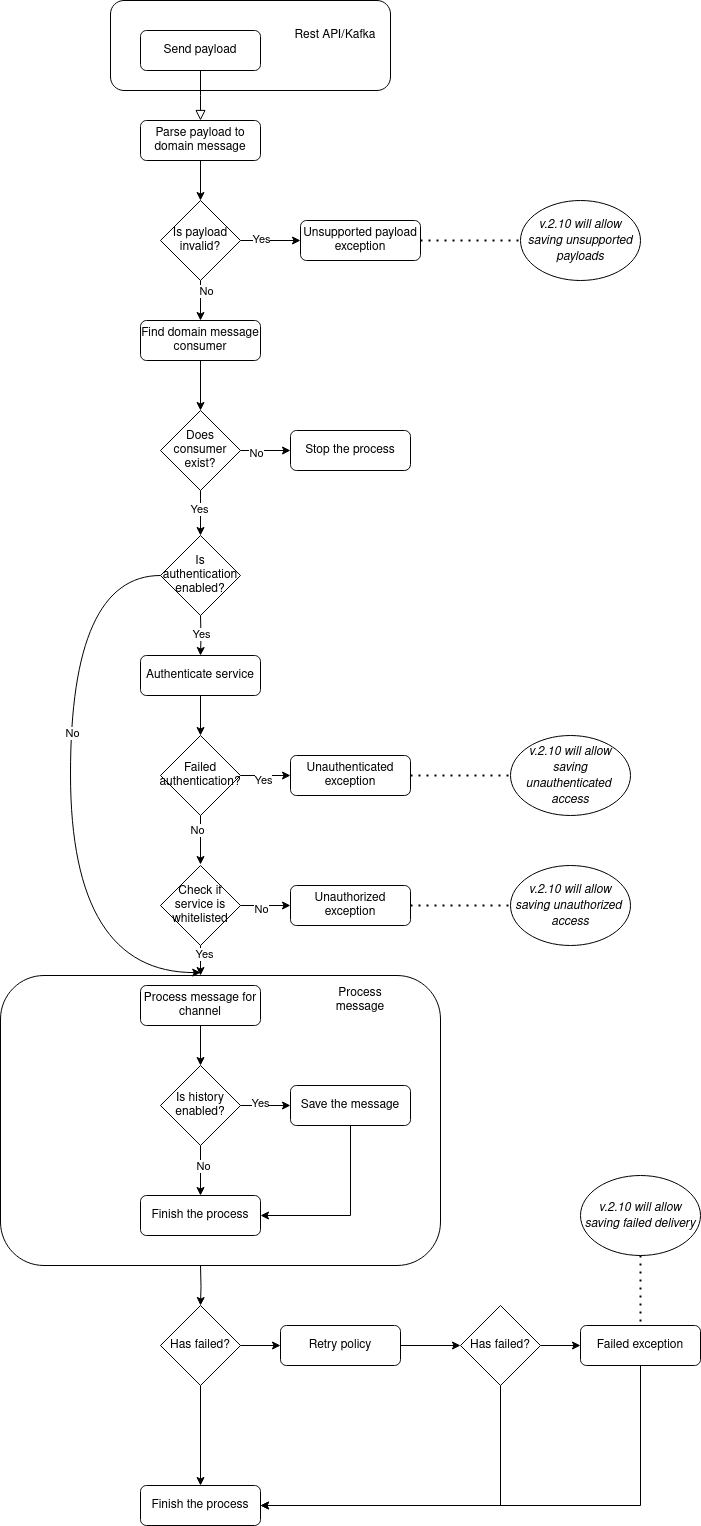 Rest API/Kafka
Send payload
Parse payload to
domain message
Is payload
invalid?
Yes
Unsupported payload
exception
v.2.10 will allow
saving unsupported
payloads
No
Find domain message
consumer
Does
consumer
exist?
No
Stop the process
Yes
Is
authentication
enabled?
Yes
Authenticate service
No
Failed
authentication?
Yes
Unauthenticated
exception
v.2.10 will allow
saving
unauthenticated
access
No
Check if
service is
whitelisted
No
Unauthorized
exception
v.2.10 will allow
saving unauthorized
access
Yes
Process message for
channel
Process
message
Is history
enabled?
Yes
Save the message
No
Finish the process
v.2.10 will allow
saving failed delivery
Has failed?
Retry policy
Has failed?
Failed exception
Finish the process